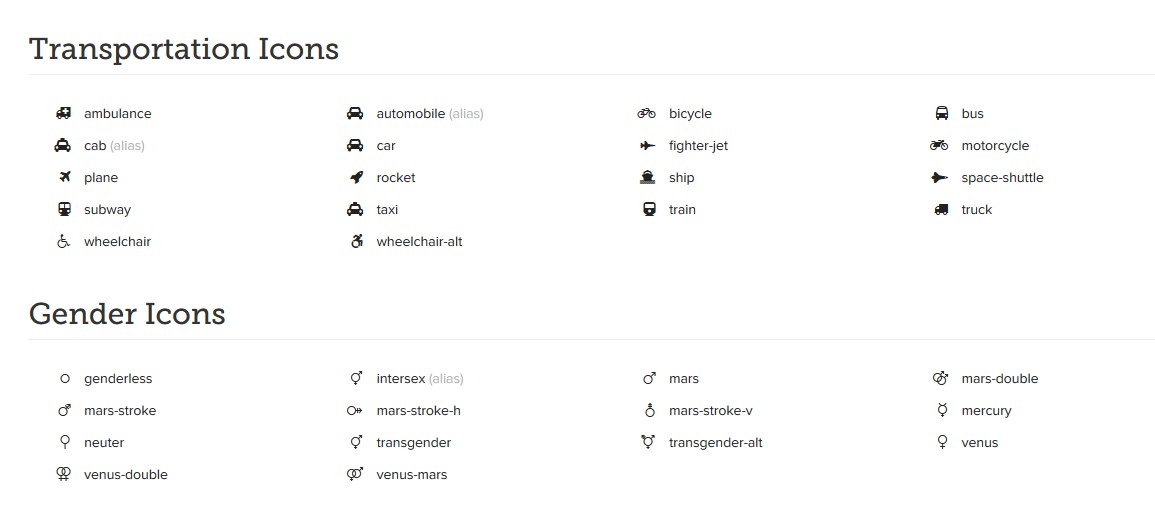 Transportation Icons
ambulance automobile (alias) bicycle bus
cab (alias) car fighter-jet motorcycle
plane rocket ship space-shuttle
subway taxi train truck
wheelchair wheelchair-alt
Gender Icons
genderless intersex (alias) mars mars-double
mars-stroke mars-stroke-h mars-stroke-v mercury
neuter transgender transgender-alt venus
venus-double venus-mars